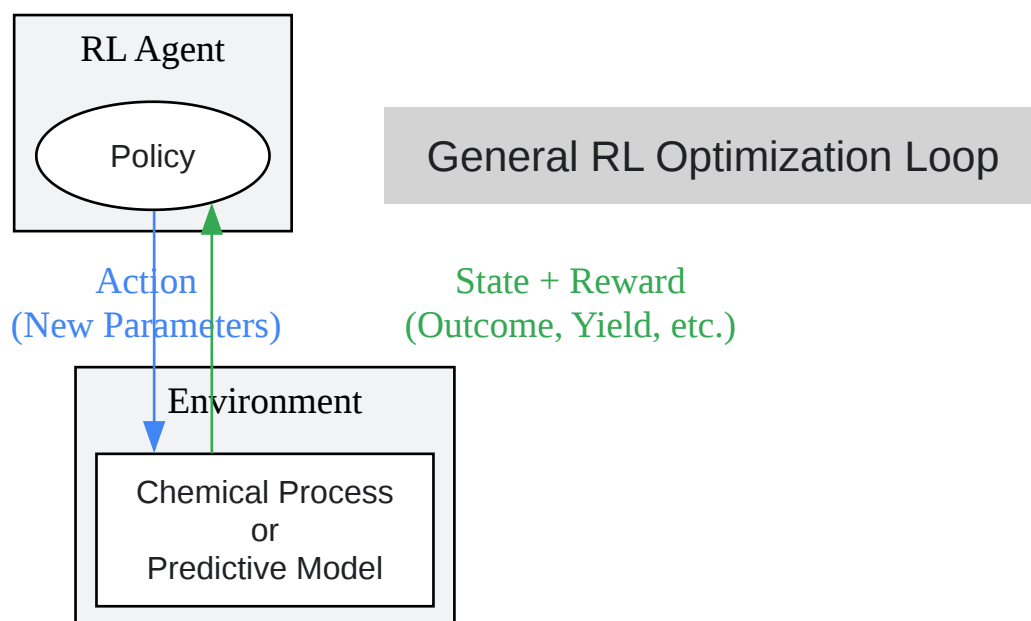 RL Agent
Policy
General RL Optimization Loop
Action
(New Parameters)
State + Reward
(Outcome, Yield, etc.)
Environment
Chemical Process
or
Predictive Model